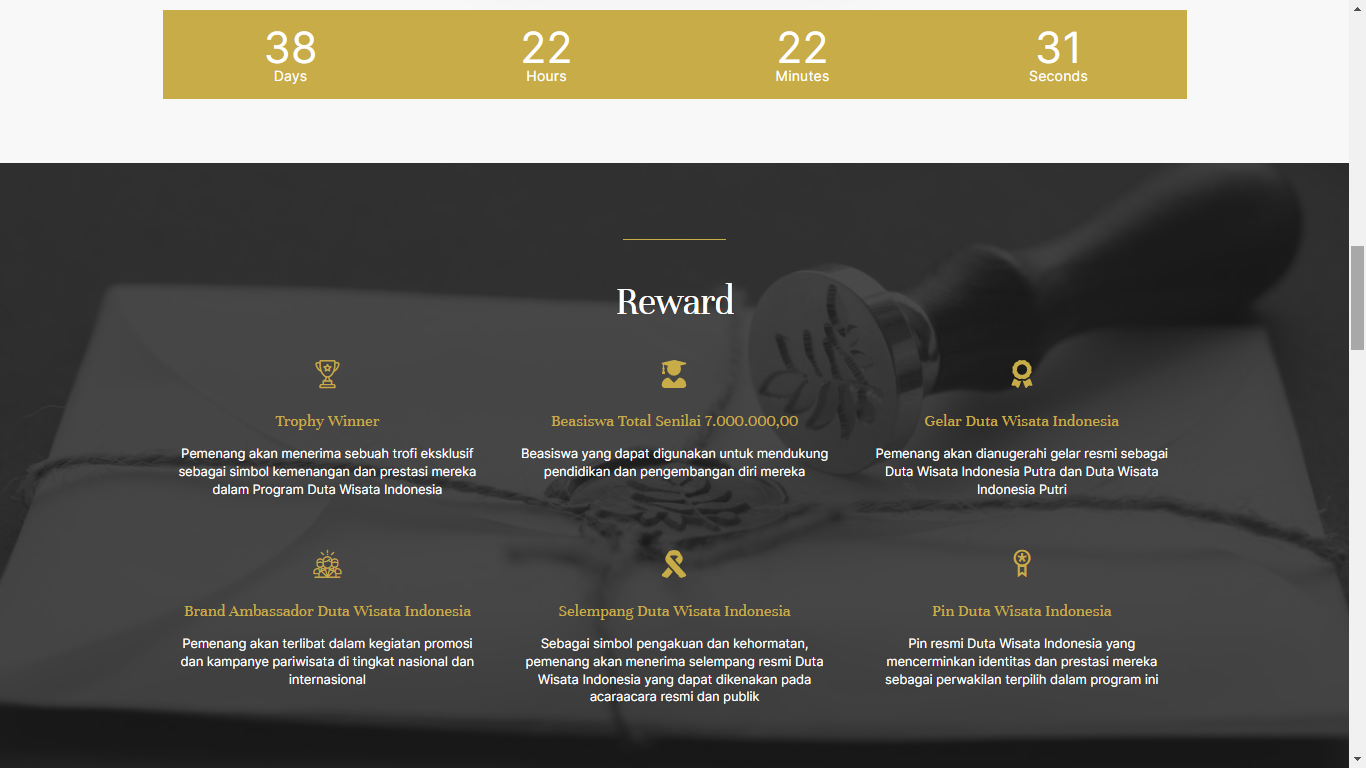 38
Days
22
Hours
22
Minutes
31
Seconds
Reward
Trophy Winner
Pemenang akan menerima sebuah trofi eksklusif
sebagai simbol kemenangan dan prestasi mereka
dalam Program Duta Wisata Indonesia
Beasiswa Total Senilai 7.000.000,00
Beasiswa yang dapat digunakan untuk mendukung
pendidikan dan pengembangan diri mereka
Gelar Duta Wisata Indonesia
Pemenang akan dianugerahi gelar resmi sebagai
Duta Wisata Indonesia Putra dan Duta Wisata
Indonesia Putri
Brand Ambassador Duta Wisata Indonesia
Pemenang akan terlibat dalam kegiatan promosi
dan kampanye pariwisata di tingkat nasional dan
internasional
Selempang Duta Wisata Indonesia
Sebagai simbol pengakuan dan kehormatan,
pemenang akan menerima selempang resmi Duta
Wisata Indonesia yang dapat dikenakan pada
acaraacara resmi dan publik
Pin Duta Wisata Indonesia
Pin resmi Duta Wisata Indonesia yang
mencerminkan identitas dan prestasi mereka
sebagai perwakilan terpilih dalam program ini